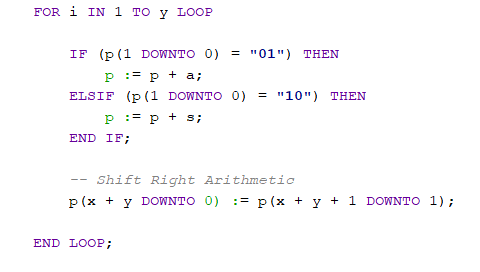 FOR i IN 1 TO y LOOP
IF (p(1 DOWNTO 0) = "01") THEN
p := p + a;
ELSIF (p(1 DOWNTO 0) = "10") THEN
p := p + s;
END IF;
-- Shift Right Arithmetic
p(x + y DOWNTO 0) := p(x + y + 1 DOWNTO 1);
END LOOP;